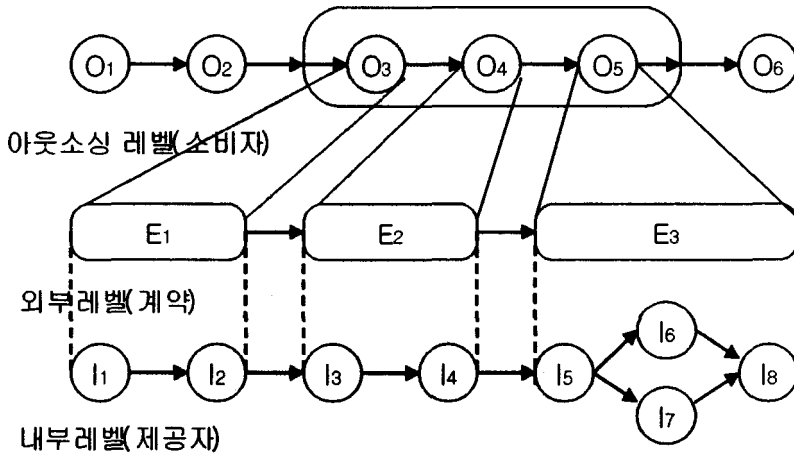 O1 O2 O3 O4 O5 O6
아웃소싱 레벨(소비자)
E1 E2 E3
외부레벨(계약)
I1 I2 I3 I4 I5 I6 I7 I8
내부레벨(제공자)